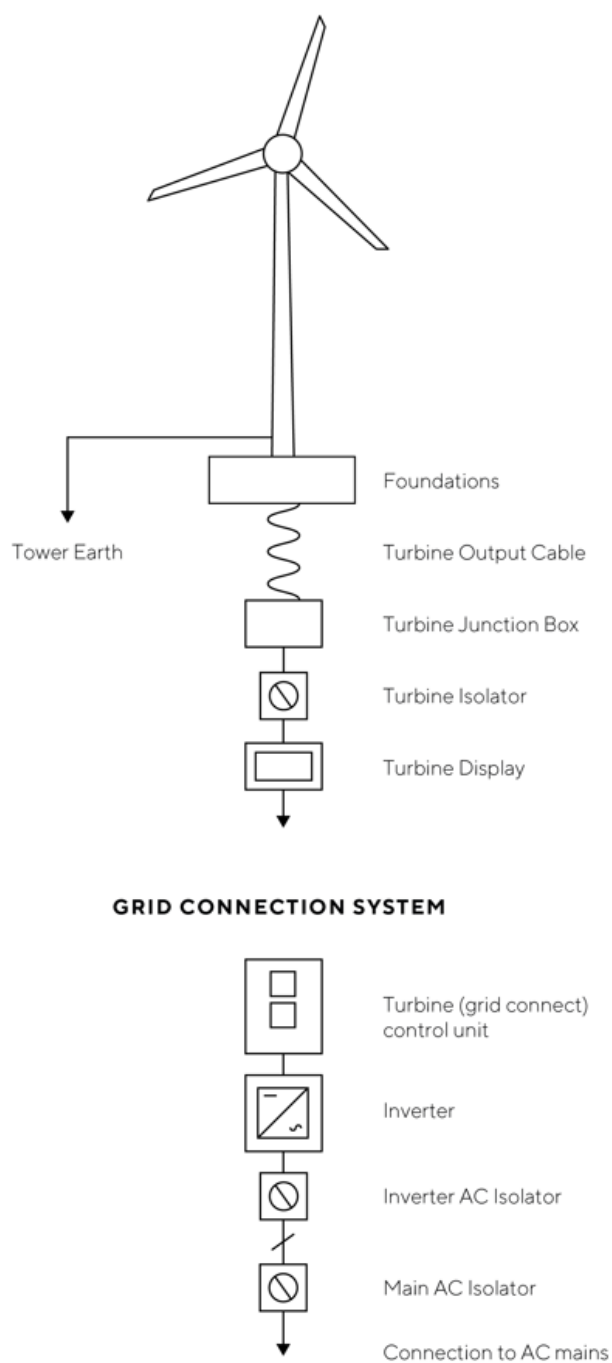 Foundations
Tower Earth
Turbine Output Cable
Turbine Junction Box
Turbine Isolator
Turbine Display
GRID CONNECTION SYSTEM
Turbine (grid connect)
control unit
Inverter
Inverter AC Isolator
Main AC Isolator
Connection to AC mains